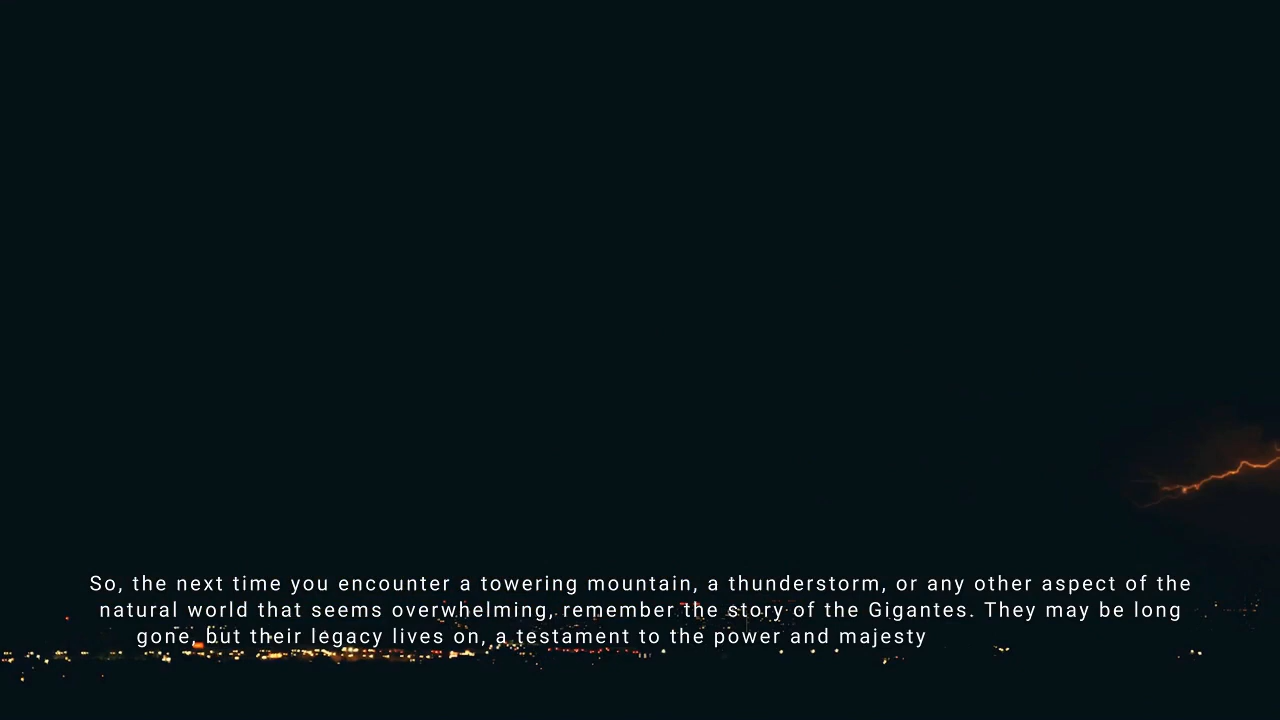 So, the next time you encounter a towering mountain, a thunderstorm, or any other aspect of the
natural world that seems overwhelming, remember the story of the Gigantes. They may be long
gone, but their legacy lives on, a testament to the power and majesty